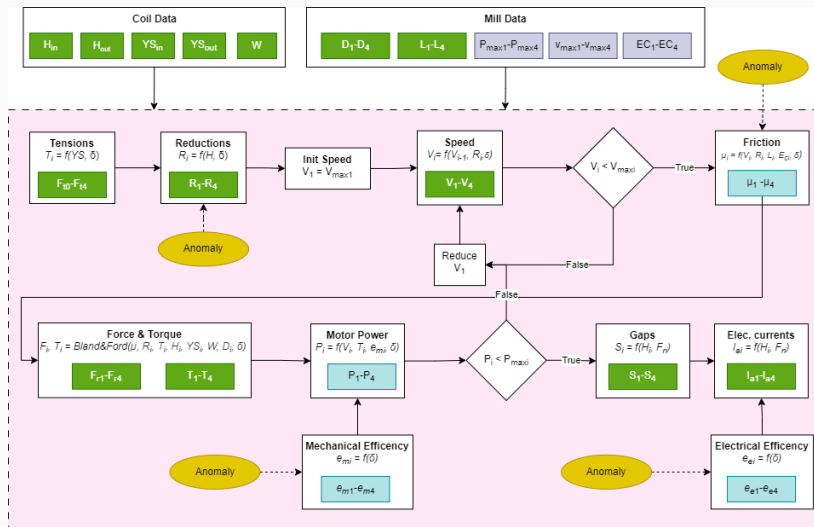 Coil Data
H_in H_out YS_in YS_out W
Mill Data
D_1-D_4 L_1-L_4 P_max1-P_max4 v_max1-v_max4 EC_1-EC_4
Anomaly
Tensions
T_i = f(YS, δ)
F_t0-F_t4
Reductions
R_i = f(H, δ)
R_1-R_4
Anomaly
Init Speed
V_1 = V_max1
Speed
V_i= f(V_i-1, R_i,δ)
V_1-V_4
Reduce
V_1
V_i < V_maxi
True
False
Friction
μ_i = f(V_i, R_i, L_i, E_ci, δ)
μ_1 -μ_4
Force & Torque
F_i, T_i = Bland&Ford(μ, R_i, T_i, H_i, YS_i, W, D_i, δ)
F_r1-F_r4 T_1-T_4
Motor Power
P_i = f(V_i, T_i, e_mi, δ)
P_1-P_4
False
P_i < P_maxi
True
Gaps
S_i = f(H_i, F_ri)
S_1-S_4
Elec. currents
I_ai = f(H_i, F_ri)
I_a1-I_a4
Anomaly
Mechanical Efficency
e_mi = f(δ)
e_m1-e_m4
Anomaly
Electrical Efficency
e_ei = f(δ)
e_e1-e_e4